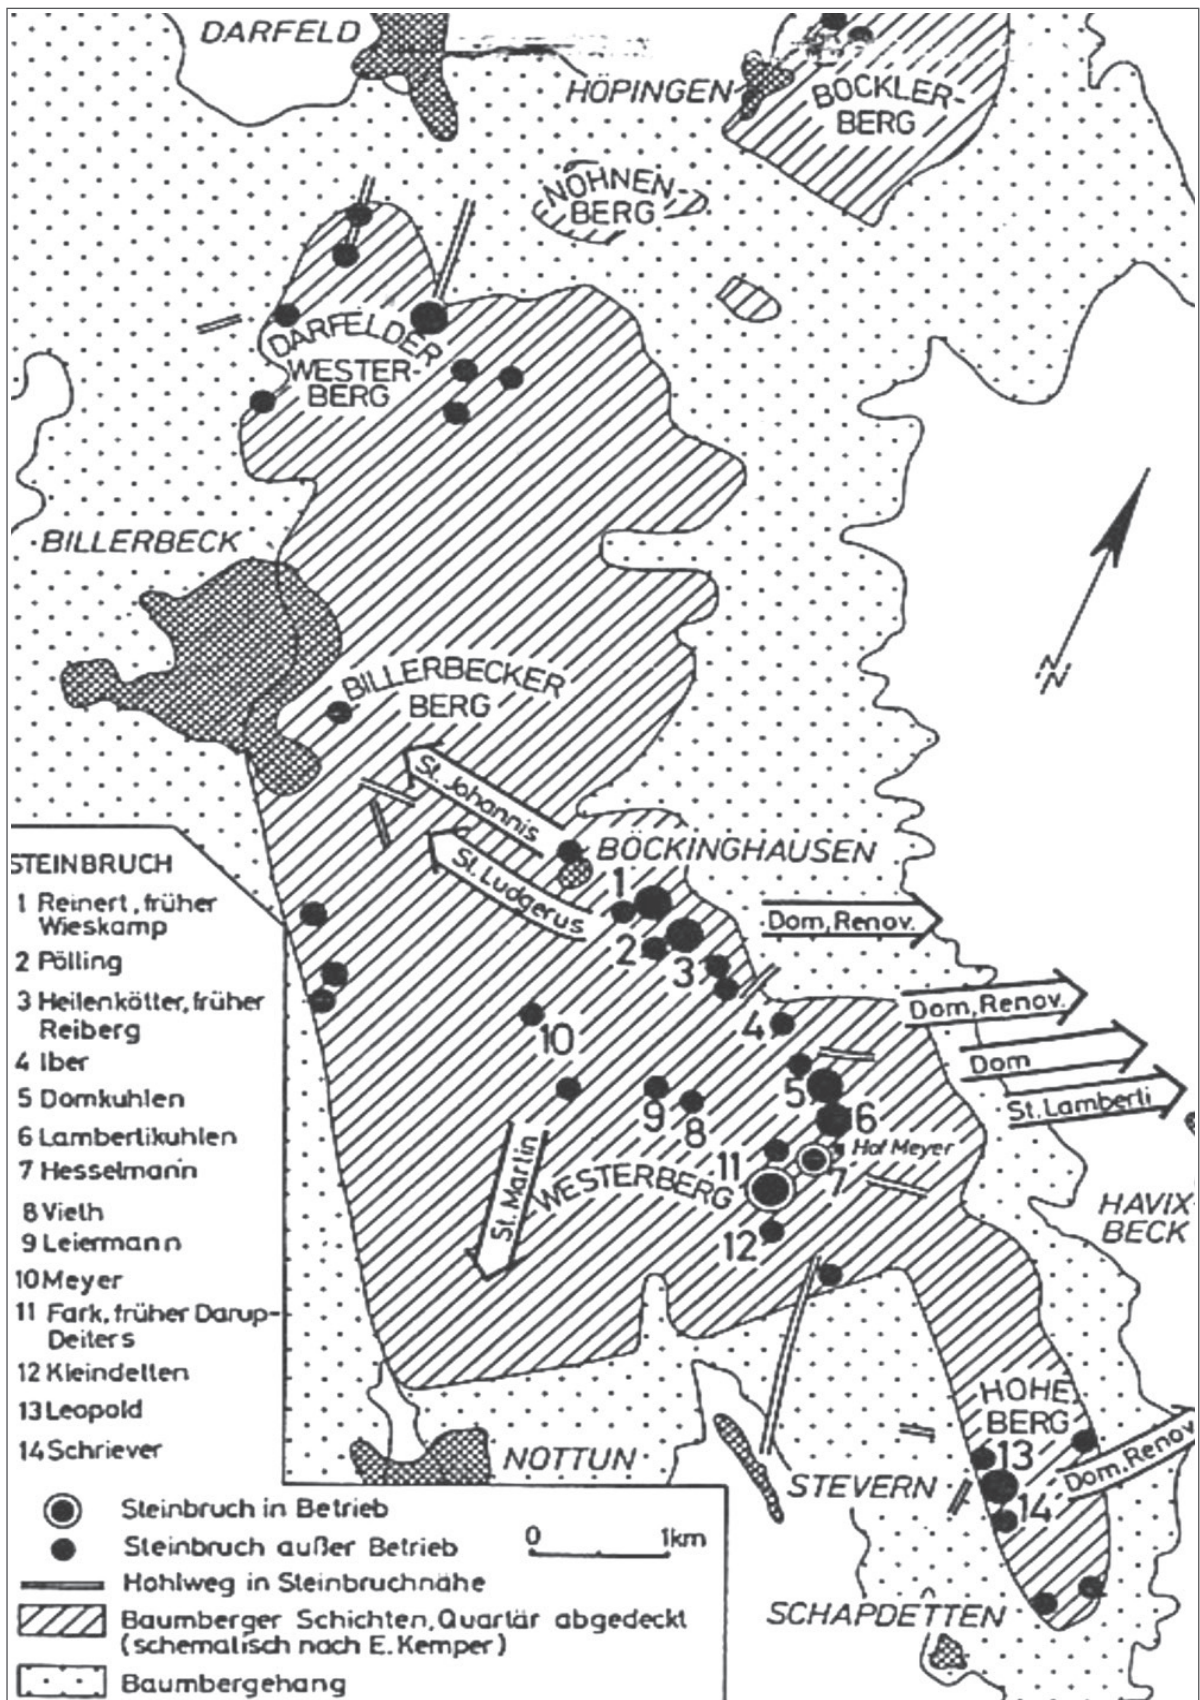 DARFELD
HÖPINGEN
BOCKLER-
BERG
NÖHNEN-
BERG
DARFELDER
WESTER-
BERG
BILLERBECK
N
BILLERBECKER
BERG
St. Johannis
St. Ludgerus
BÖCKINGHAUSEN
1
2
3
Dom, Renov.
Dom, Renov.
Dom
St. Lamberti
4
5
6
Hof Meyer
7
10
9
8
11
WESTERBERG
12
St. Martin
HAVIX
BECK
HOHE
BERG
13
14
Dom, Renov
NOTTUN
STEVERN
SCHAPDETTEN
STEINBRUCH
1 Reinert, früher
Wieskamp
2 Pölling
3 Heilenkötter, früher
Reiberg
4 Iber
5 Domkuhlen
6 Lambertikuhlen
7 Hesselmann
8 Vieth
9 Leiermann
10 Meyer
11 Fark, früher Darup-
Deiters
12 Kleindetten
13 Leopold
14 Schriever
Steinbruch in Betrieb
Steinbruch außer Betrieb
0 1km
Hohlweg in Steinbruchnähe
Baumberger Schichten, Quartär abgedeckt
(schematisch nach E. Kemper)
Baumbergehang